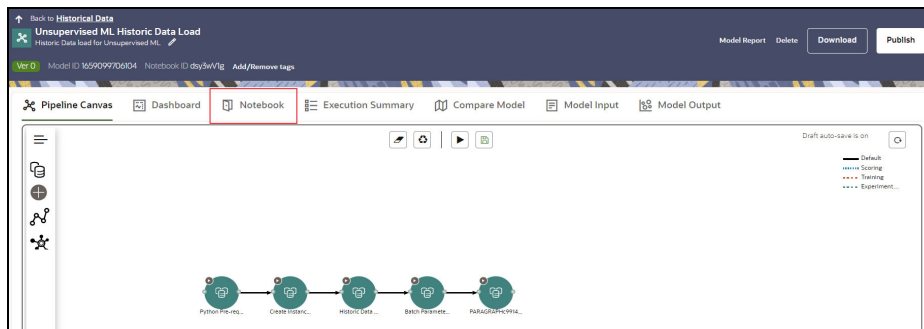 Back to Historical Data
Unsupervised ML Historic Data Load
Historic Data load for Unsupervised ML
Model Report Delete Download Publish
Ver 0 Model ID 1659099706104 Notebook ID dsy3wV1g Add/Remove tags
Pipeline Canvas Dashboard Notebook Execution Summary Compare Model Model Input Model Output
Draft auto-save is on
Default
Scoring
Training
Experiment...
Python Pre-req... Create Instanc... Historic Data ... Batch Paramete... PARAGRAPHc9914...